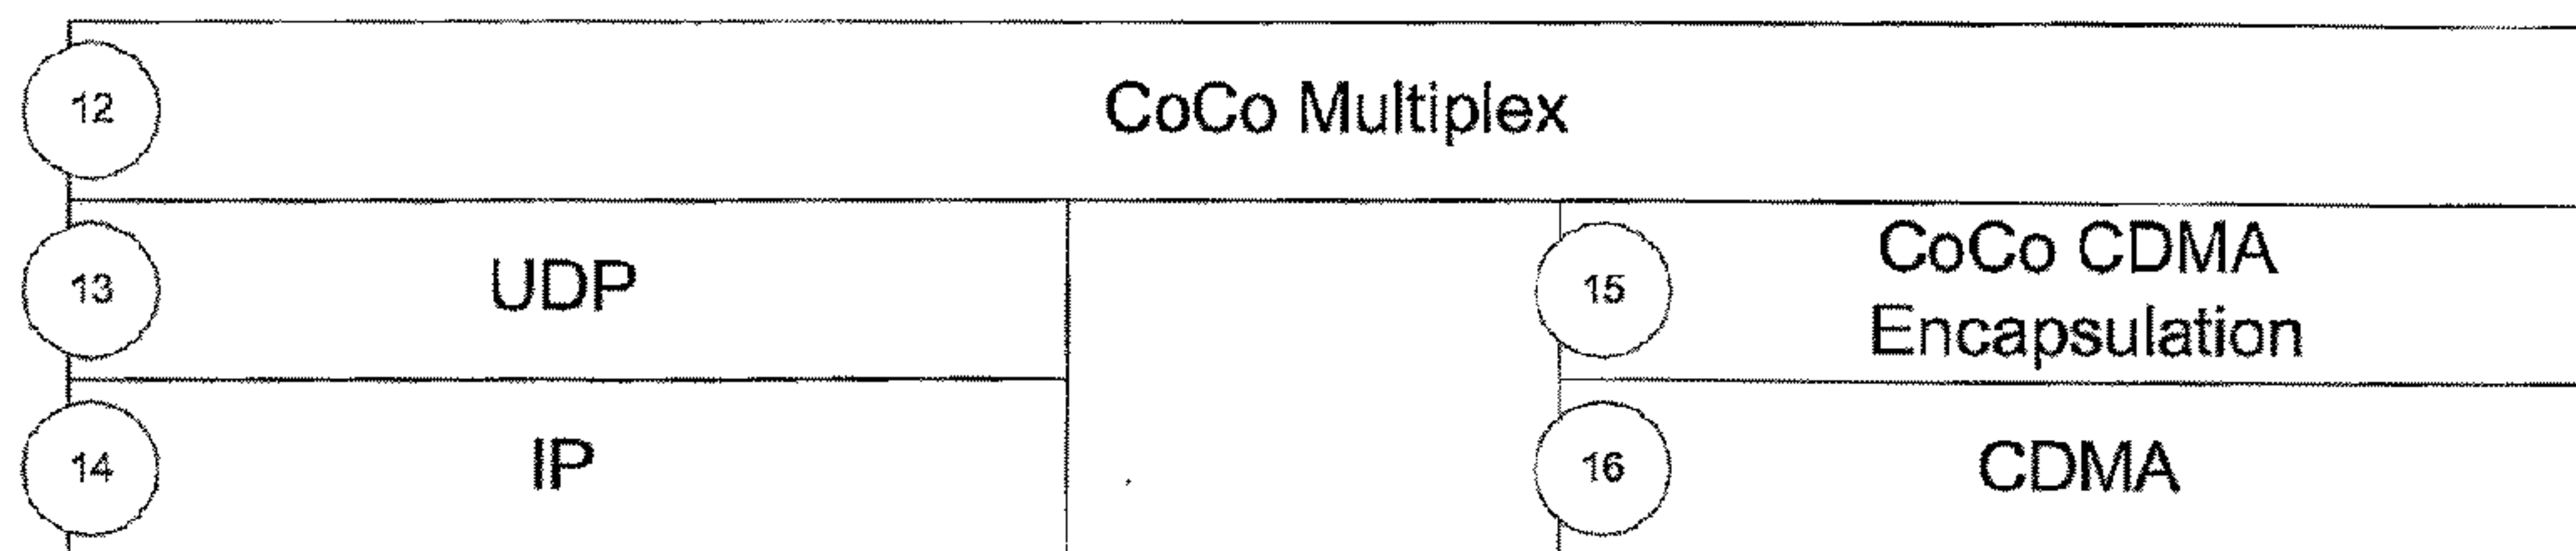 12
CoCo Multiplex
13
UDP
15
CoCo CDMA
Encapsulation
14
IP
16
CDMA